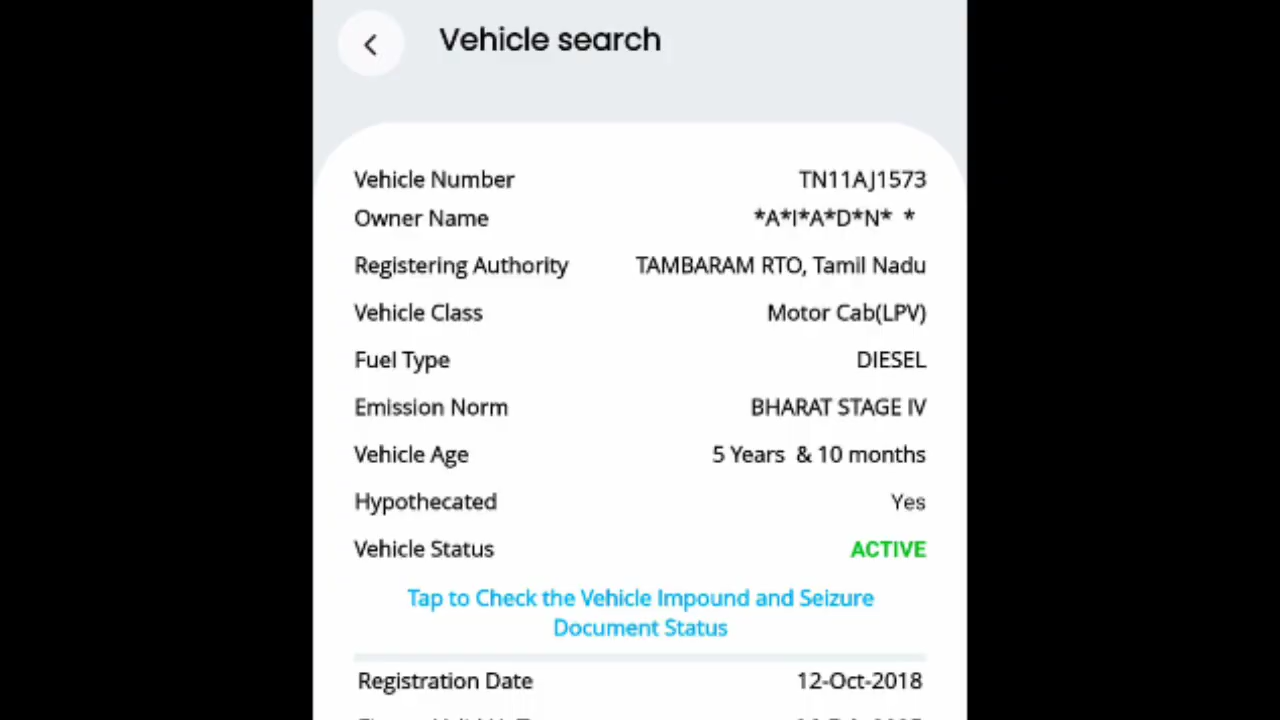 Vehicle search
Vehicle Number TN11AJ1573
Owner Name *A*I*A*D*N* *
Registering Authority TAMBARAM RTO, Tamil Nadu
Vehicle Class Motor Cab(LPV)
Fuel Type DIESEL
Emission Norm BHARAT STAGE IV
Vehicle Age 5 Years & 10 months
Hypothecated Yes
Vehicle Status ACTIVE
Tap to Check the Vehicle Impound and Seizure
Document Status
Registration Date 12-Oct-2018